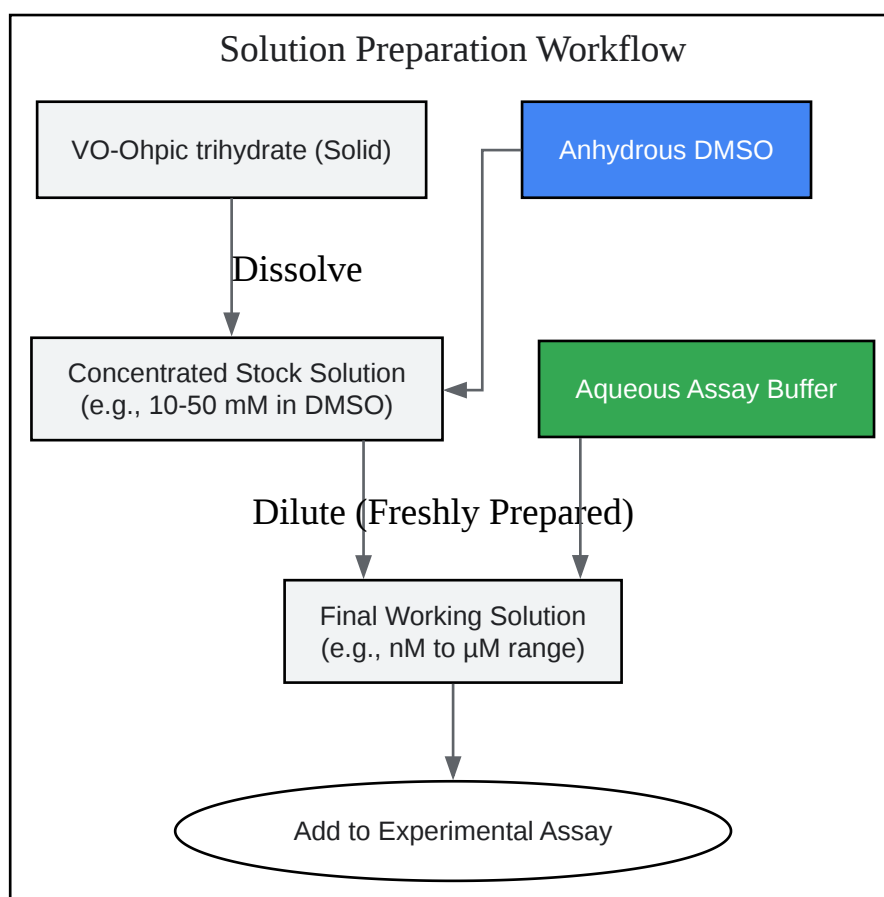 Solution Preparation Workflow
VO-Ohpic trihydrate (Solid)
Anhydrous DMSO
Dissolve
Concentrated Stock Solution
(e.g., 10-50 mM in DMSO)
Aqueous Assay Buffer
Dilute (Freshly Prepared)
Final Working Solution
(e.g., nM to µM range)
Add to Experimental Assay